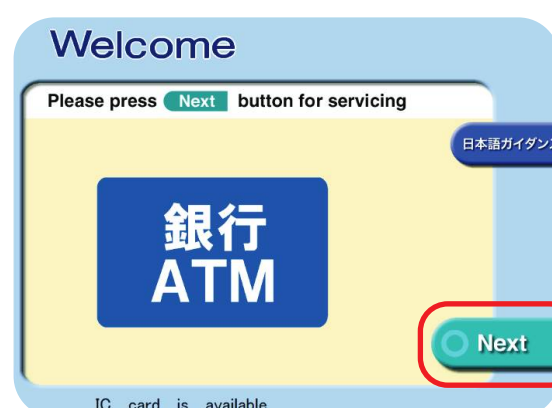 Welcome
Please press Next button for servicing
日本語ガイダンス
銀行
ATM
Next
IC card is available